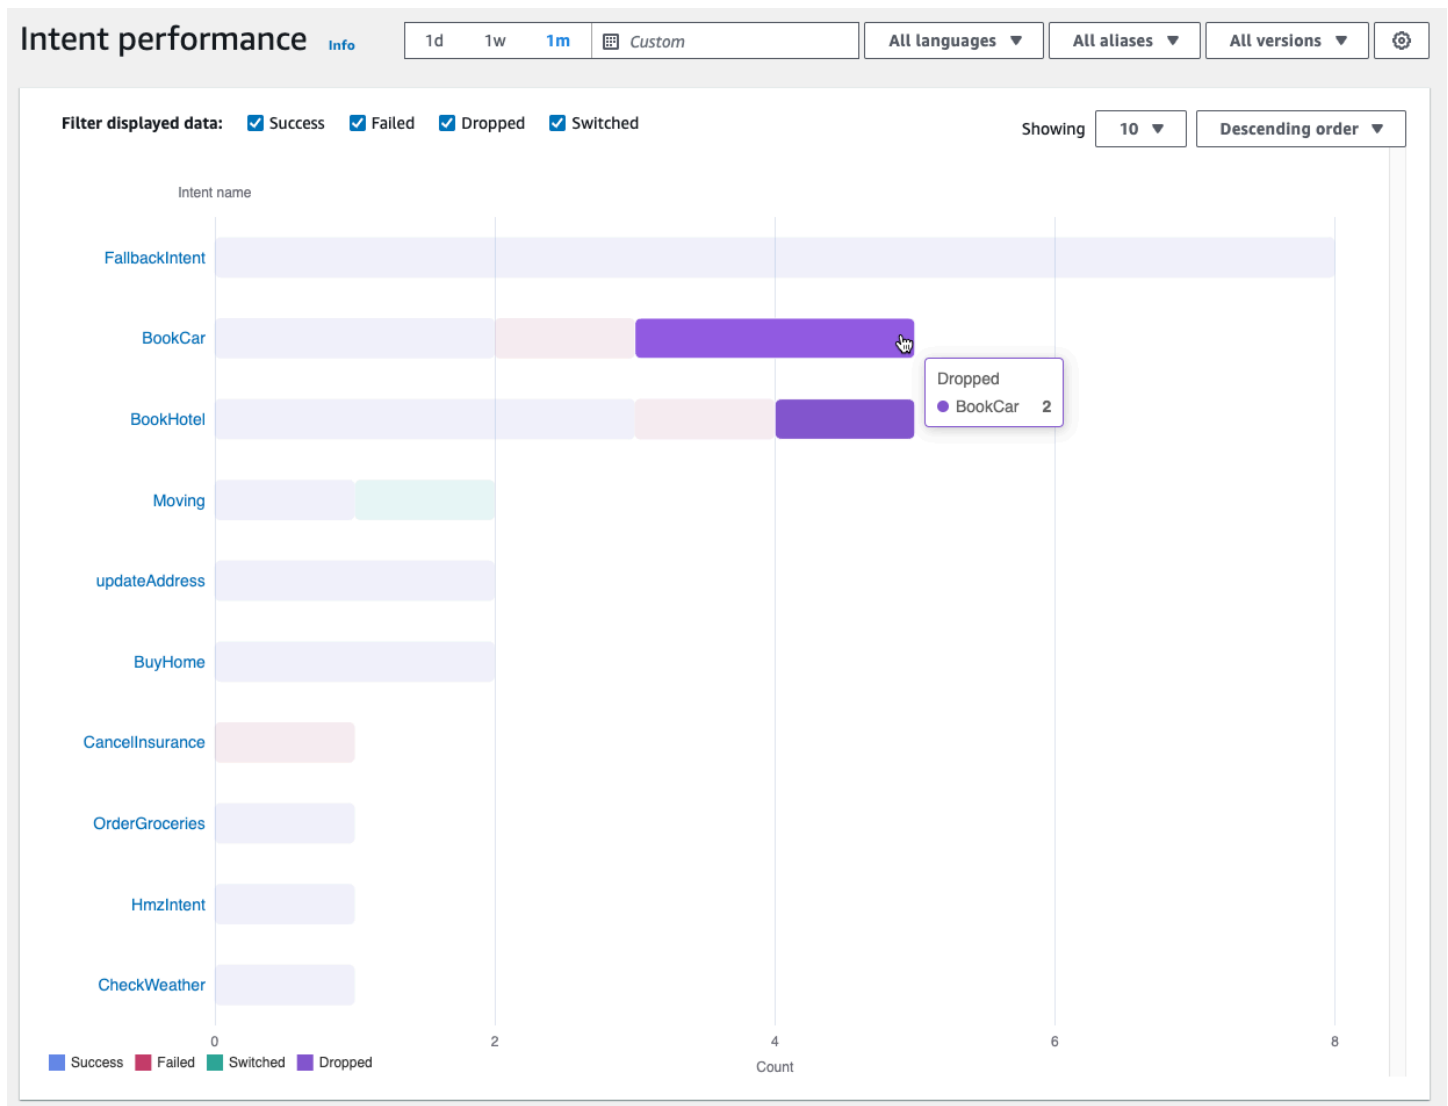 Intent performance Info 1d 1w 1m Custom All languages All aliases All versions
Filter displayed data: Success Failed Dropped Switched
Showing 10 Descending order
Intent name
FallbackIntent
BookCar
Dropped
BookCar 2
BookHotel
Moving
updateAddress
BuyHome
CancelInsurance
OrderGroceries
HmzIntent
CheckWeather
0 2 4 6 8
Success Failed Switched Dropped
Count